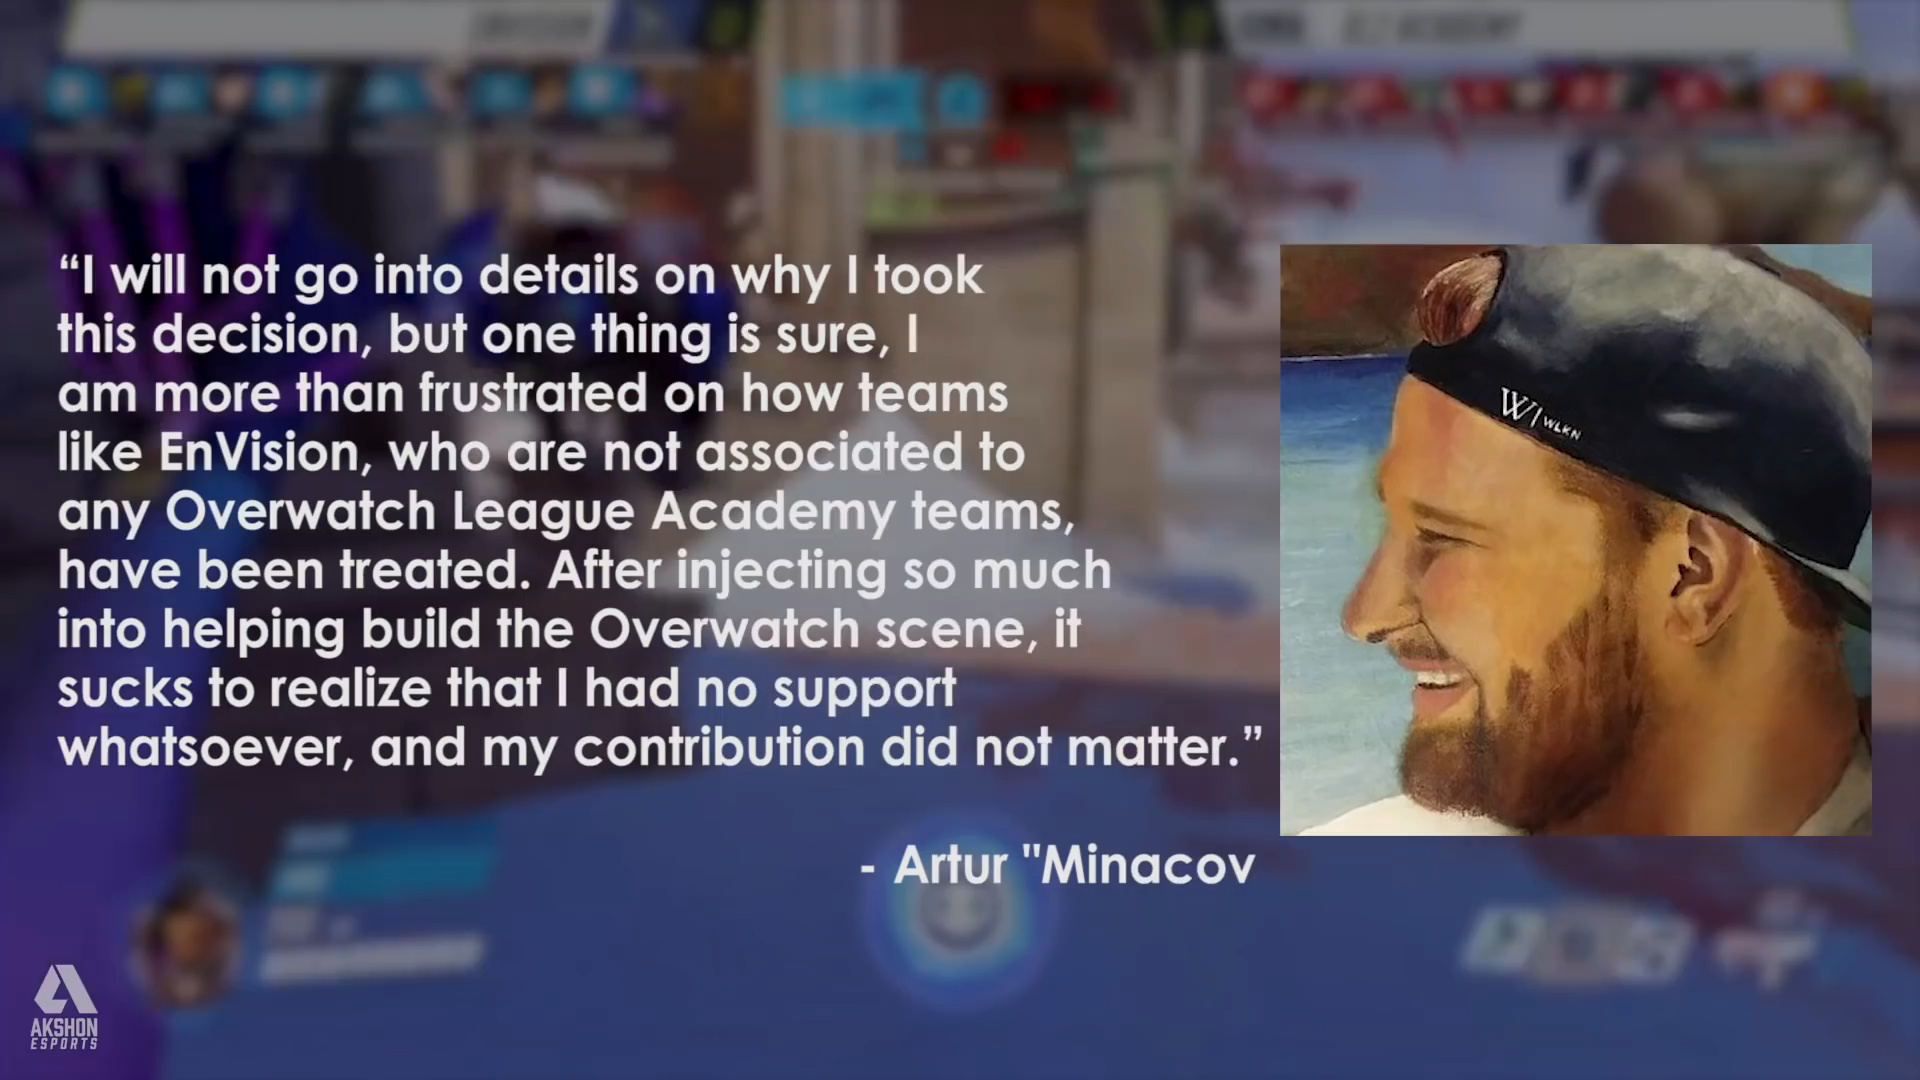 “I will not go into details on why I took
this decision, but one thing is sure, I
am more than frustrated on how teams
like EnVision, who are not associated to
any Overwatch League Academy teams,
have been treated. After injecting so much
into helping build the Overwatch scene, it
sucks to realize that I had no support
whatsoever, and my contribution did not matter.”
- Artur "Minacov
W/WLKN
AKSHON
ESPORTS